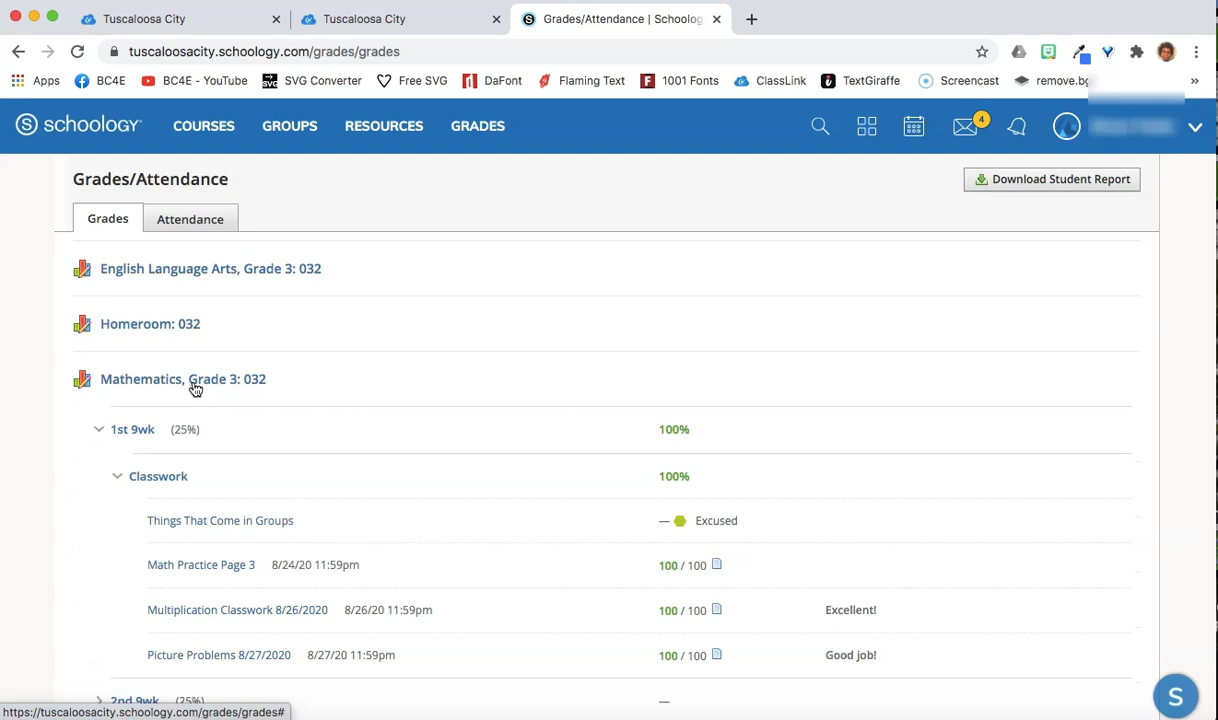 Tuscaloosa City
Tuscaloosa City
Grades/Attendance | Schoolog
tuscaloosacity.schoology.com/grades/grades
Apps BC4E BC4E - YouTube SVG Converter Free SVG DaFont Flaming Text 1001 Fonts ClassLink TextGiraffe Screencast remove.bg »
schoology COURSES GROUPS RESOURCES GRADES 4
Grades/Attendance
Download Student Report
Grades Attendance
English Language Arts, Grade 3: 032
Homeroom: 032
Mathematics, Grade 3: 032
1st 9wk (25%) 100%
Classwork 100%
Things That Come in Groups — Excused
Math Practice Page 3 8/24/20 11:59pm 100 / 100
Multiplication Classwork 8/26/2020 8/26/20 11:59pm 100 / 100 Excellent!
Picture Problems 8/27/2020 8/27/20 11:59pm 100 / 100 Good job!
2nd 9wk (25%) —
https://tuscaloosacity.schoology.com/grades/grades#
S